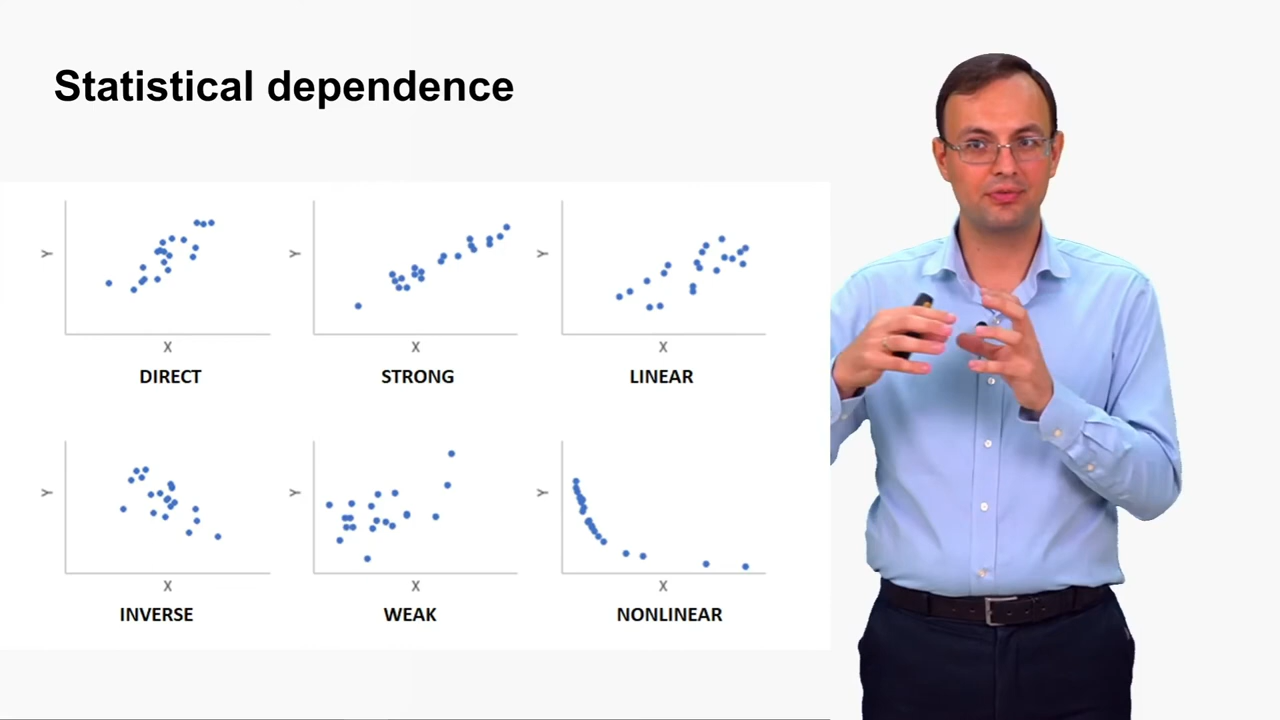 Statistical dependence
Y
X
DIRECT
Y
X
STRONG
Y
X
LINEAR
Y
X
INVERSE
Y
X
WEAK
Y
X
NONLINEAR